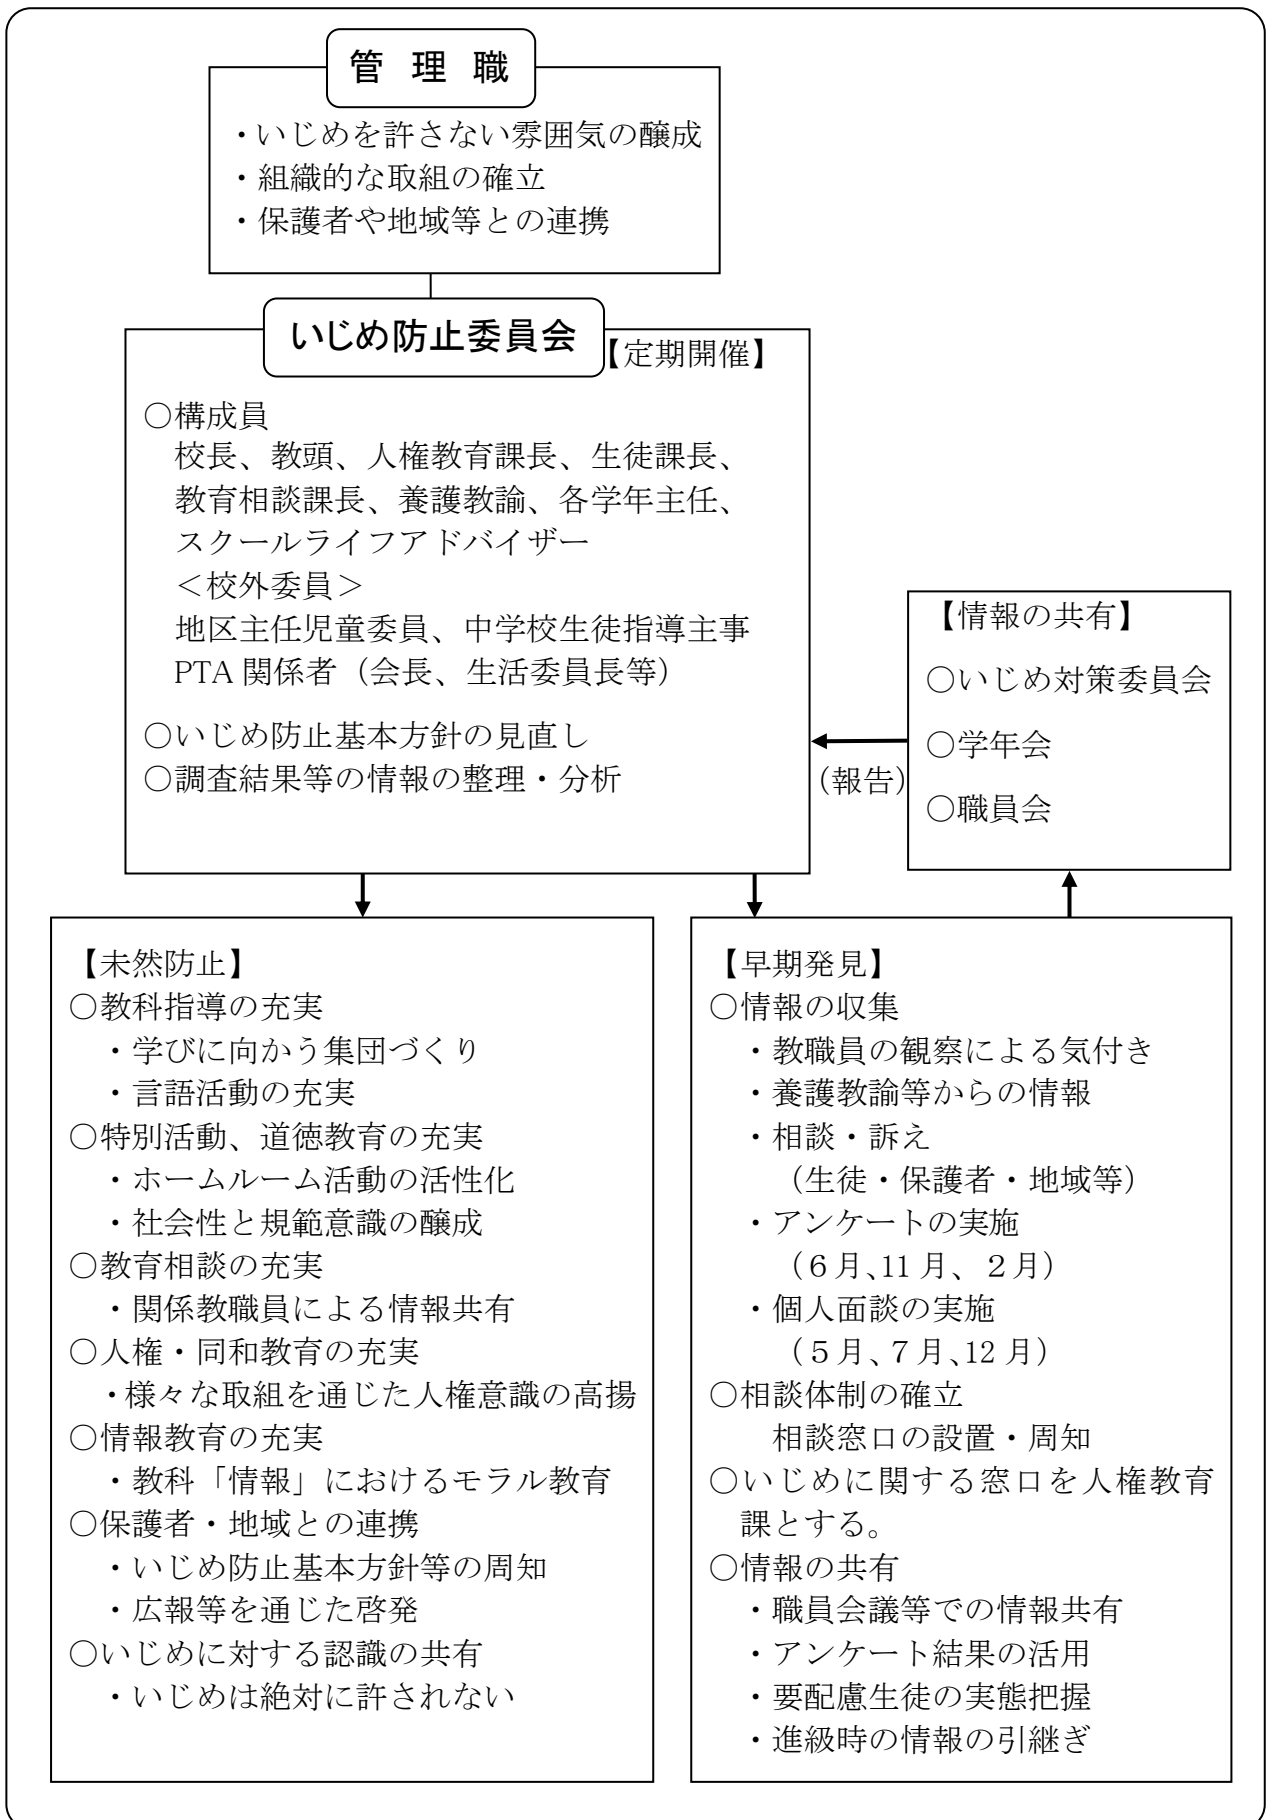 管 理 職
・いじめを許さない雰囲気の醸成
・組織的な取組の確立
・保護者や地域等との連携
いじめ防止委員会
【定期開催】
○構成員
校長、教頭、人権教育課長、生徒課長、
教育相談課長、養護教諭、各学年主任、
スクールライフアドバイザー
＜校外委員＞
地区主任児童委員、中学校生徒指導主事
PTA 関係者（会長、生活委員長等）
○いじめ防止基本方針の見直し
○調査結果等の情報の整理・分析
【情報の共有】
○いじめ対策委員会
○学年会
○職員会
（報告）
【未然防止】
○教科指導の充実
・学びに向かう集団づくり
・言語活動の充実
○特別活動、道徳教育の充実
・ホームルーム活動の活性化
・社会性と規範意識の醸成
○教育相談の充実
・関係教職員による情報共有
○人権・同和教育の充実
・様々な取組を通じた人権意識の高揚
○情報教育の充実
・教科「情報」におけるモラル教育
○保護者・地域との連携
・いじめ防止基本方針等の周知
・広報等を通じた啓発
○いじめに対する認識の共有
・いじめは絶対に許されない
【早期発見】
○情報の収集
・教職員の観察による気付き
・養護教諭等からの情報
・相談・訴え
（生徒・保護者・地域等）
・アンケートの実施
（６月、11 月、２月）
・個人面談の実施
（５月、７月、12 月）
○相談体制の確立
相談窓口の設置・周知
○いじめに関する窓口を人権教育
課とする。
○情報の共有
・職員会議等での情報共有
・アンケート結果の活用
・要配慮生徒の実態把握
・進級時の情報の引継ぎ